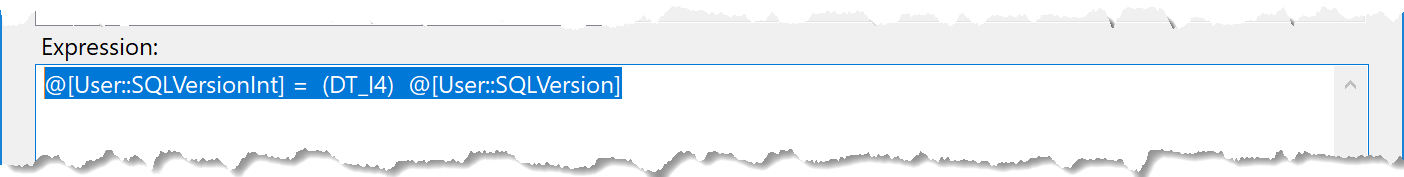 Expression:
@[User::SQLVersionInt] = (DT_I4) @[User::SQLVersion]